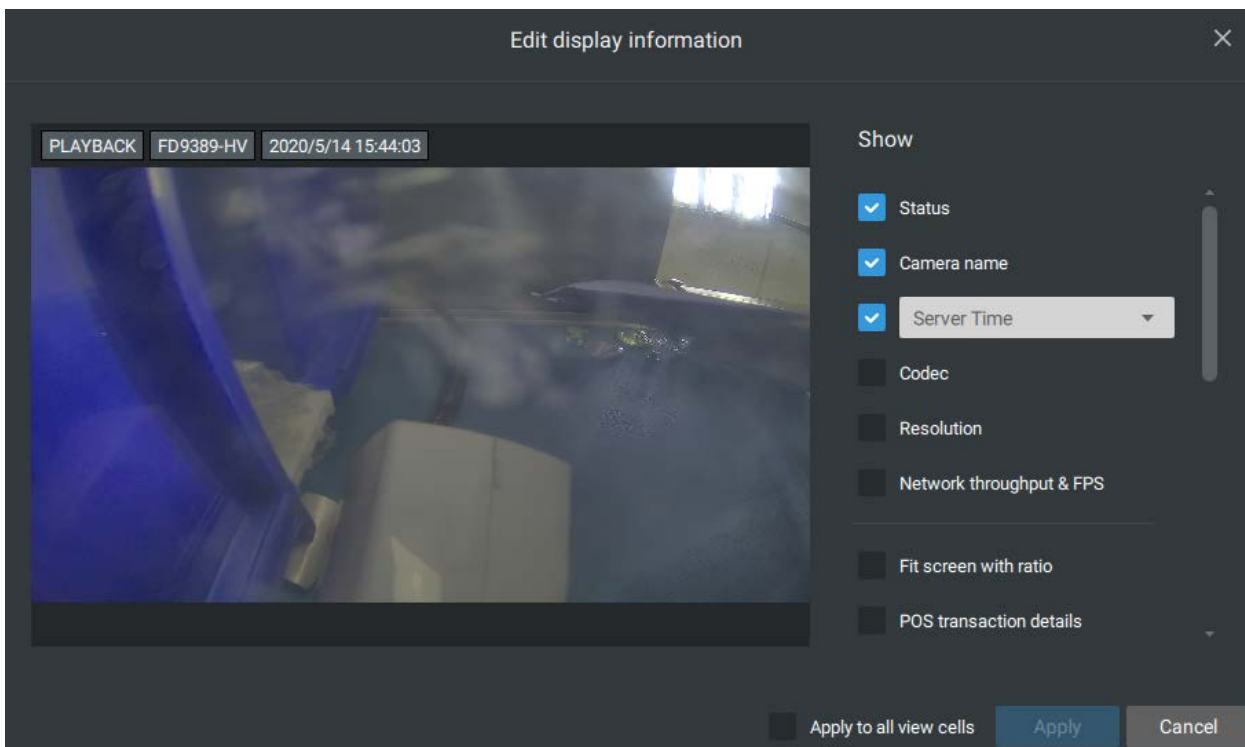 Edit display information
PLAYBACK FD9389-HV 2020/5/14 15:44:03
Show
Status
Camera name
Server Time
Codec
Resolution
Network throughput & FPS
Fit screen with ratio
POS transaction details
Apply to all view cells Apply Cancel